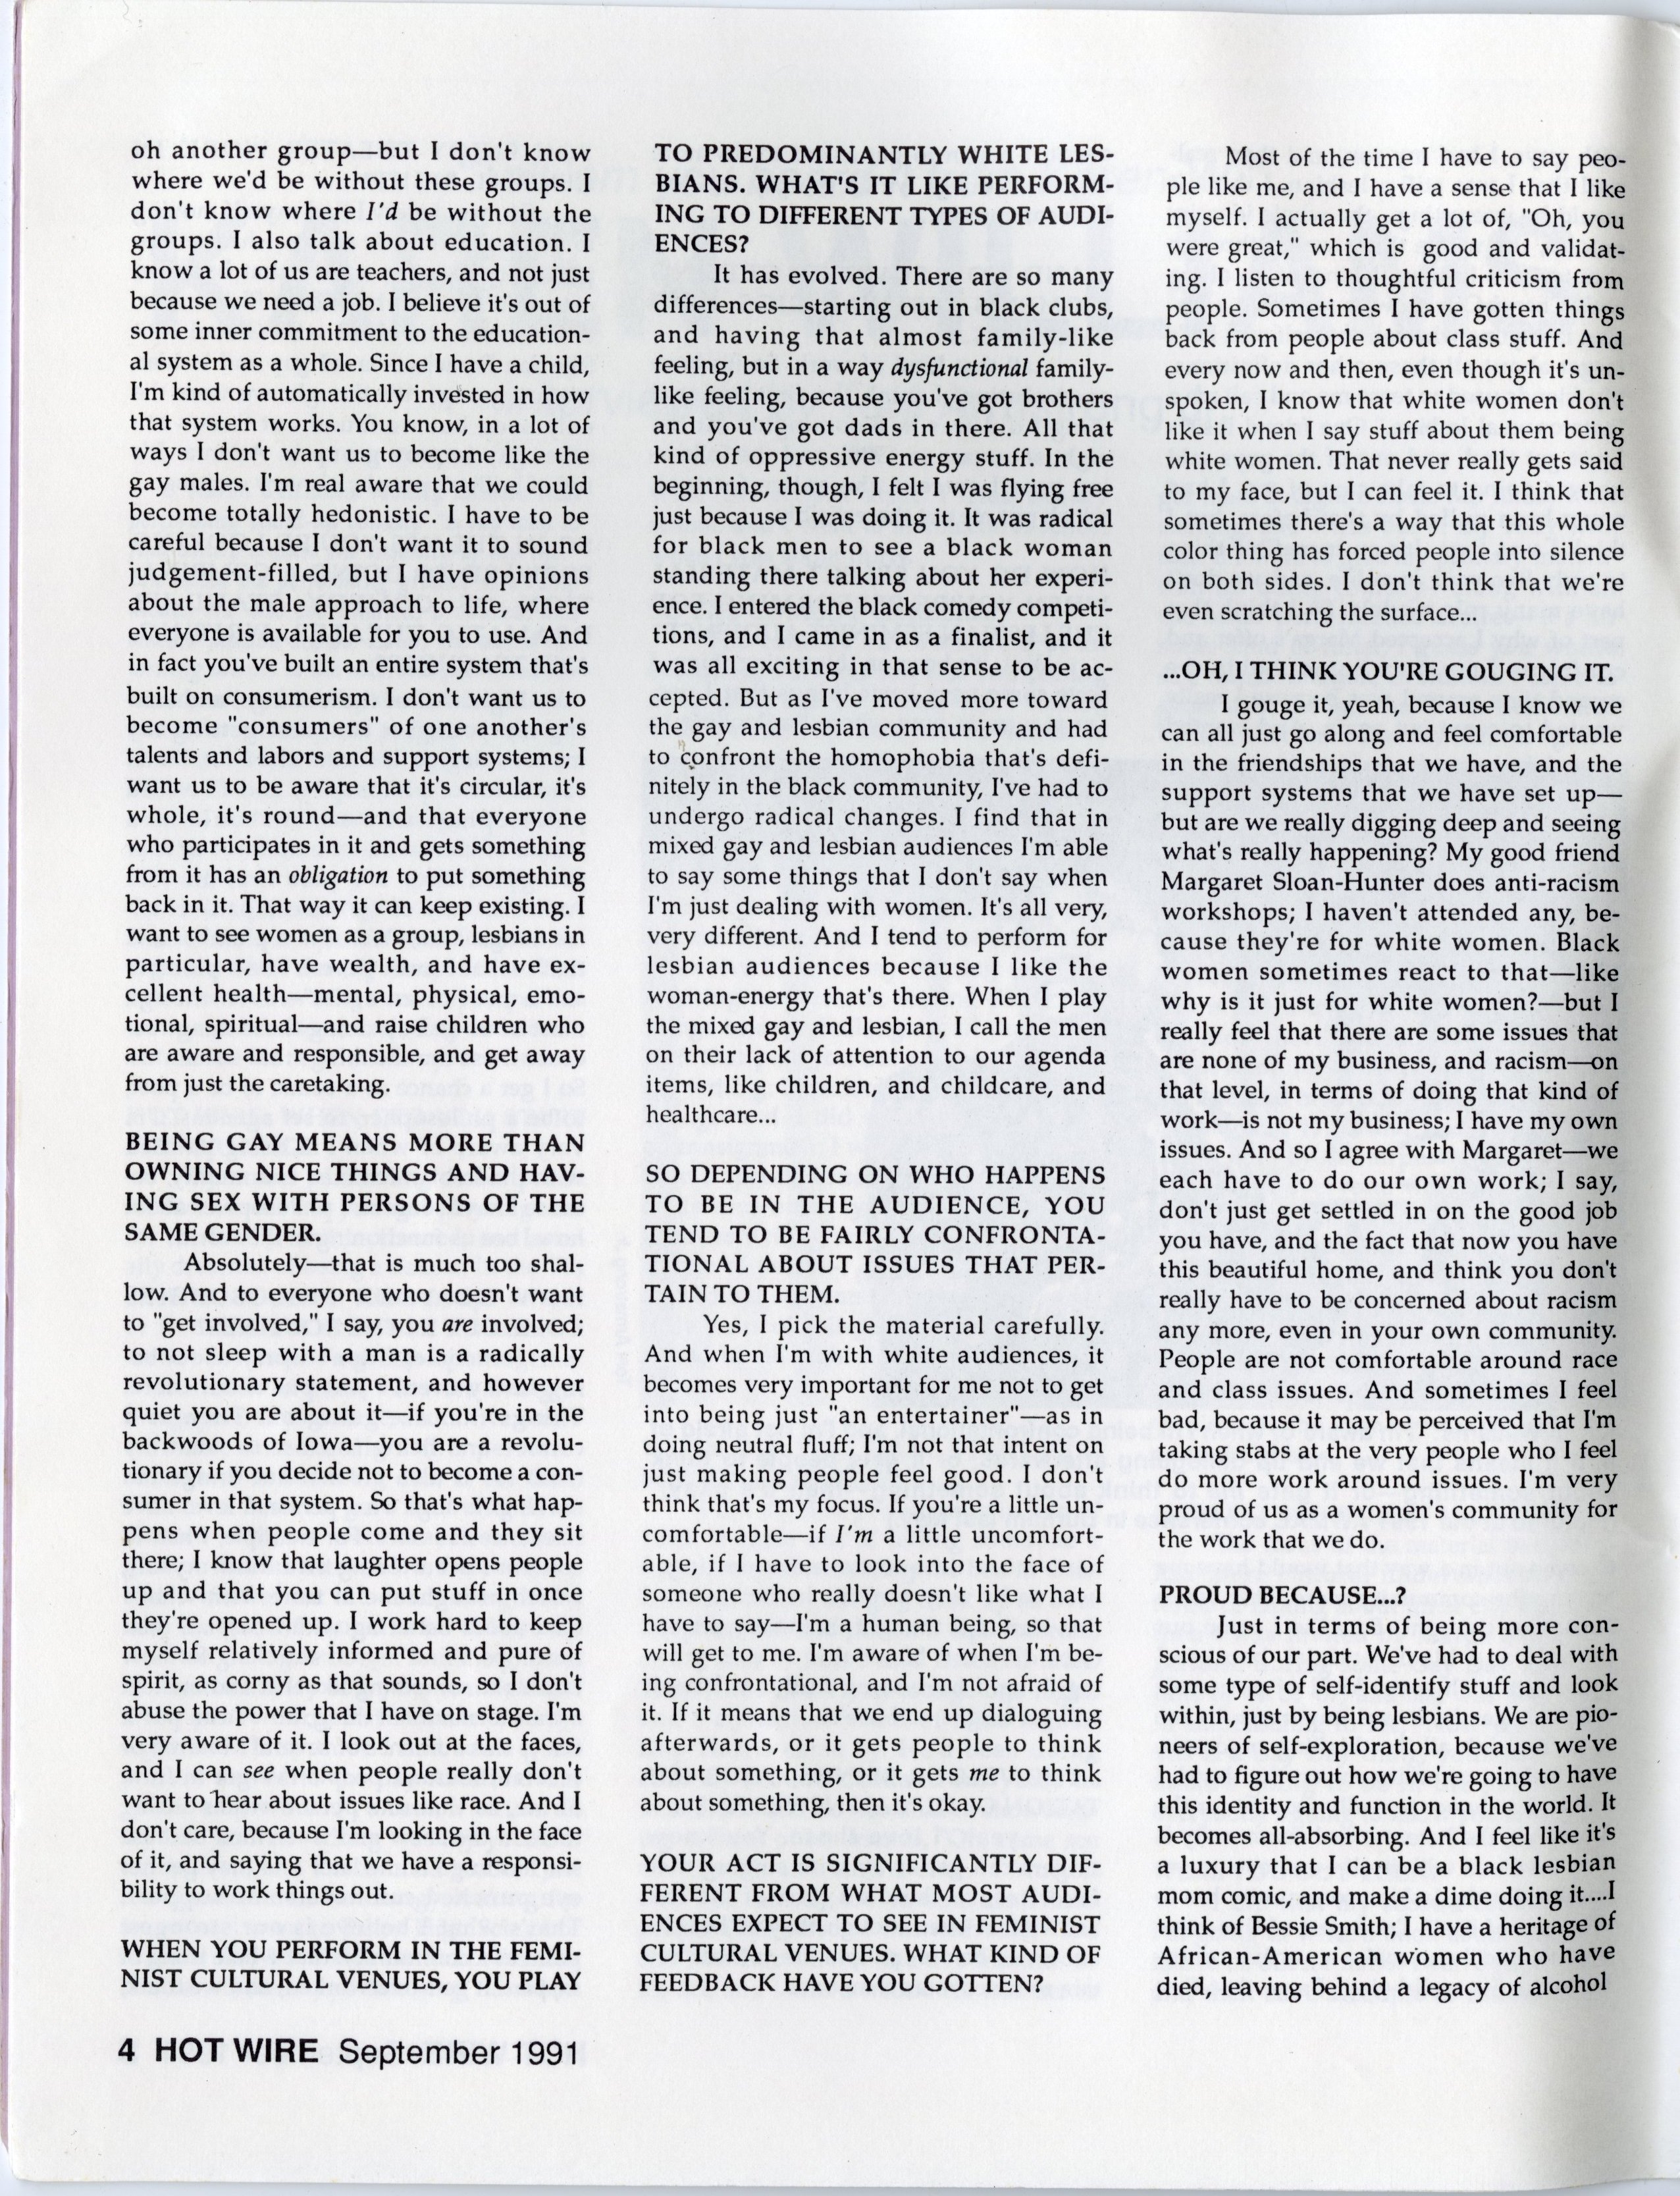 oh another group—but I don't know
where we'd be without these groups. I
don't know where I'd be without the
groups. I also talk about education. I
know a lot of us are teachers, and not just
because we need a job. I believe it's out of
some inner commitment to the education-
al system as a whole. Since I have a child,
I'm kind of automatically invested in how
that system works. You know, in a lot of
ways I don't want us to become like the
gay males. I'm real aware that we could
become totally hedonistic. I have to be
careful because I don't want it to sound
judgement-filled, but I have opinions
about the male approach to life, where
everyone is available for you to use. And
in fact you've built an entire system that's
built on consumerism. I don't want us to
become "consumers" of one another's
talents and labors and support systems; I
want us to be aware that it's circular, it's
whole, it's round—and that everyone
who participates in it and gets something
from it has an obligation to put something
back in it. That way it can keep existing. I
want to see women as a group, lesbians in
particular, have wealth, and have ex-
cellent health—mental, physical, emo-
tional, spiritual—and raise children who
are aware and responsible, and get away
from just the caretaking.
BEING GAY MEANS MORE THAN
OWNING NICE THINGS AND HAV-
ING SEX WITH PERSONS OF THE
SAME GENDER.
Absolutely—that is much too shal-
low. And to everyone who doesn't want
to "get involved," I say, you are involved;
to not sleep with a man is a radically
revolutionary statement, and however
quiet you are about it—if you're in the
backwoods of Iowa—you are a revolu-
tionary if you decide not to become a con-
sumer in that system. So that's what hap-
pens when people come and they sit
there; I know that laughter opens people
up and that you can put stuff in once
they're opened up. I work hard to keep
myself relatively informed and pure of
spirit, as corny as that sounds, so I don't
abuse the power that I have on stage. I'm
very aware of it. I look out at the faces,
and I can see when people really don't
want to hear about issues like race. And I
don't care, because I'm looking in the face
of it, and saying that we have a responsi-
bility to work things out.
WHEN YOU PERFORM IN THE FEMI-
NIST CULTURAL VENUES, YOU PLAY
TO PREDOMINANTLY WHITE LES-
BIANS. WHAT'S IT LIKE PERFORM-
ING TO DIFFERENT TYPES OF AUDI-
ENCES?
It has evolved. There are so many
differences—starting out in black clubs,
and having that almost family-like
feeling, but in a way dysfunctional family-
like feeling, because you've got brothers
and you've got dads in there. All that
kind of oppressive energy stuff. In the
beginning, though, I felt I was flying free
just because I was doing it. It was radical
for black men to see a black woman
standing there talking about her experi-
ence. I entered the black comedy competi-
tions, and I came in as a finalist, and it
was all exciting in that sense to be ac-
cepted. But as I've moved more toward
the gay and lesbian community and had
to confront the homophobia that's defi-
nitely in the black community, I've had to
undergo radical changes. I find that in
mixed gay and lesbian audiences I'm able
to say some things that I don't say when
I'm just dealing with women. It's all very,
very different. And I tend to perform for
lesbian audiences because I like the
woman-energy that's there. When I play
the mixed gay and lesbian, I call the men
on their lack of attention to our agenda
items, like children, and childcare, and
healthcare...
SO DEPENDING ON WHO HAPPENS
TO BE IN THE AUDIENCE, YOU
TEND TO BE FAIRLY CONFRONTA-
TIONAL ABOUT ISSUES THAT PER-
TAIN TO THEM.
Yes, I pick the material carefully.
And when I'm with white audiences, it
becomes very important for me not to get
into being just "an entertainer"—as in
doing neutral fluff; I'm not that intent on
just making people feel good. I don't
think that's my focus. If you're a little un-
comfortable—if I'm a little uncomfort-
able, if I have to look into the face of
someone who really doesn't like what I
have to say—I'm a human being, so that
will get to me. I'm aware of when I'm be-
ing confrontational, and I'm not afraid of
it. If it means that we end up dialoguing
afterwards, or it gets people to think
about something, or it gets me to think
about something, then it's okay.
YOUR ACT IS SIGNIFICANTLY DIF-
FERENT FROM WHAT MOST AUDI-
ENCES EXPECT TO SEE IN FEMINIST
CULTURAL VENUES. WHAT KIND OF
FEEDBACK HAVE YOU GOTTEN?
Most of the time I have to say peo-
ple like me, and I have a sense that I like
myself. I actually get a lot of, "Oh, you
were great," which is good and validat-
ing. I listen to thoughtful criticism from
people. Sometimes I have gotten things
back from people about class stuff. And
every now and then, even though it's un-
spoken, I know that white women don't
like it when I say stuff about them being
white women. That never really gets said
to my face, but I can feel it. I think that
sometimes there's a way that this whole
color thing has forced people into silence
on both sides. I don't think that we're
even scratching the surface...
...OH, I THINK YOU'RE GOUGING IT.
I gouge it, yeah, because I know we
can all just go along and feel comfortable
in the friendships that we have, and the
support systems that we have set up—
but are we really digging deep and seeing
what's really happening? My good friend
Margaret Sloan-Hunter does anti-racism
workshops; I haven't attended any, be-
cause they're for white women. Black
women sometimes react to that—like
why is it just for white women?—but I
really feel that there are some issues that
are none of my business, and racism—on
that level, in terms of doing that kind of
work—is not my business; I have my own
issues. And so I agree with Margaret—we
each have to do our own work; I say,
don't just get settled in on the good job
you have, and the fact that now you have
this beautiful home, and think you don't
really have to be concerned about racism
any more, even in your own community.
People are not comfortable around race
and class issues. And sometimes I feel
bad, because it may be perceived that I'm
taking stabs at the very people who I feel
do more work around issues. I'm very
proud of us as a women's community for
the work that we do.
PROUD BECAUSE...?
Just in terms of being more con-
scious of our part. We've had to deal with
some type of self-identify stuff and look
within, just by being lesbians. We are pio-
neers of self-exploration, because we've
had to figure out how we're going to have
this identity and function in the world. It
becomes all-absorbing. And I feel like it's
a luxury that I can be a black lesbian
mom comic, and make a dime doing it....I
think of Bessie Smith; I have a heritage of
African-American women who have
died, leaving behind a legacy of alcohol
4 HOT WIRE September 1991